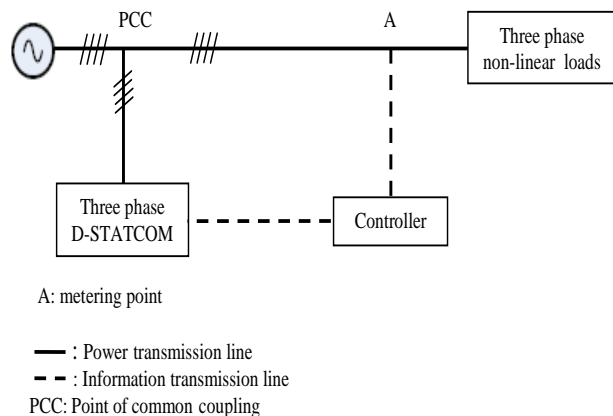 PCC
A
Three phase
non-linear loads
Three phase
D-STATCOM
Controller
A: metering point
: Power transmission line
: Information transmission line
PCC: Point of common coupling